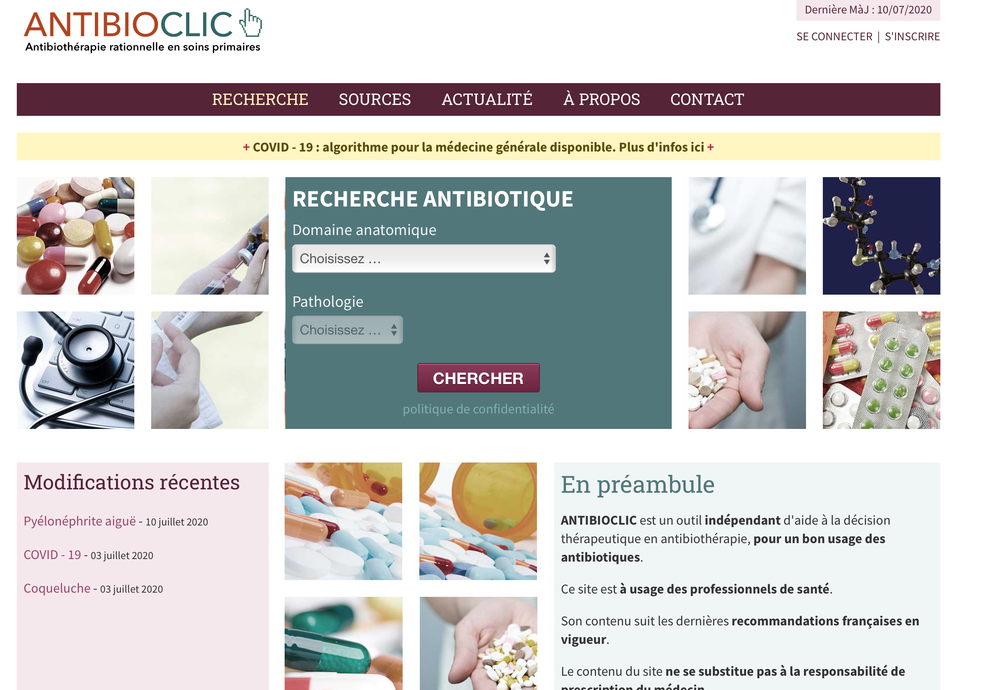 ANTIBIOCLIC
Antibiothérapie rationnelle en soins primaires
Dernière MàJ : 10/07/2020
SE CONNECTER | S'INSCRIRE
RECHERCHE SOURCES ACTUALITÉ À PROPOS CONTACT
+ COVID - 19 : algorithme pour la médecine générale disponible. Plus d'infos ici +
RECHERCHE ANTIBIOTIQUE
Domaine anatomique
Choisissez ...
Pathologie
Choisissez ...
CHERCHER
politique de confidentialité
Q
ctrl
cmd
Modifications récentes
Pyélonéphrite aiguë - 10 juillet 2020
COVID - 19 - 03 juillet 2020
Coqueluche - 03 juillet 2020
En préambule
ANTIBIOCLIC est un outil indépendant d'aide à la décision
thérapeutique en antibiothérapie, pour un bon usage des
antibiotiques.
Ce site est à usage des professionnels de santé.
Son contenu suit les dernières recommandations françaises en
vigueur.
Le contenu du site ne se substitue pas à la responsabilité de
prescription du médecin.